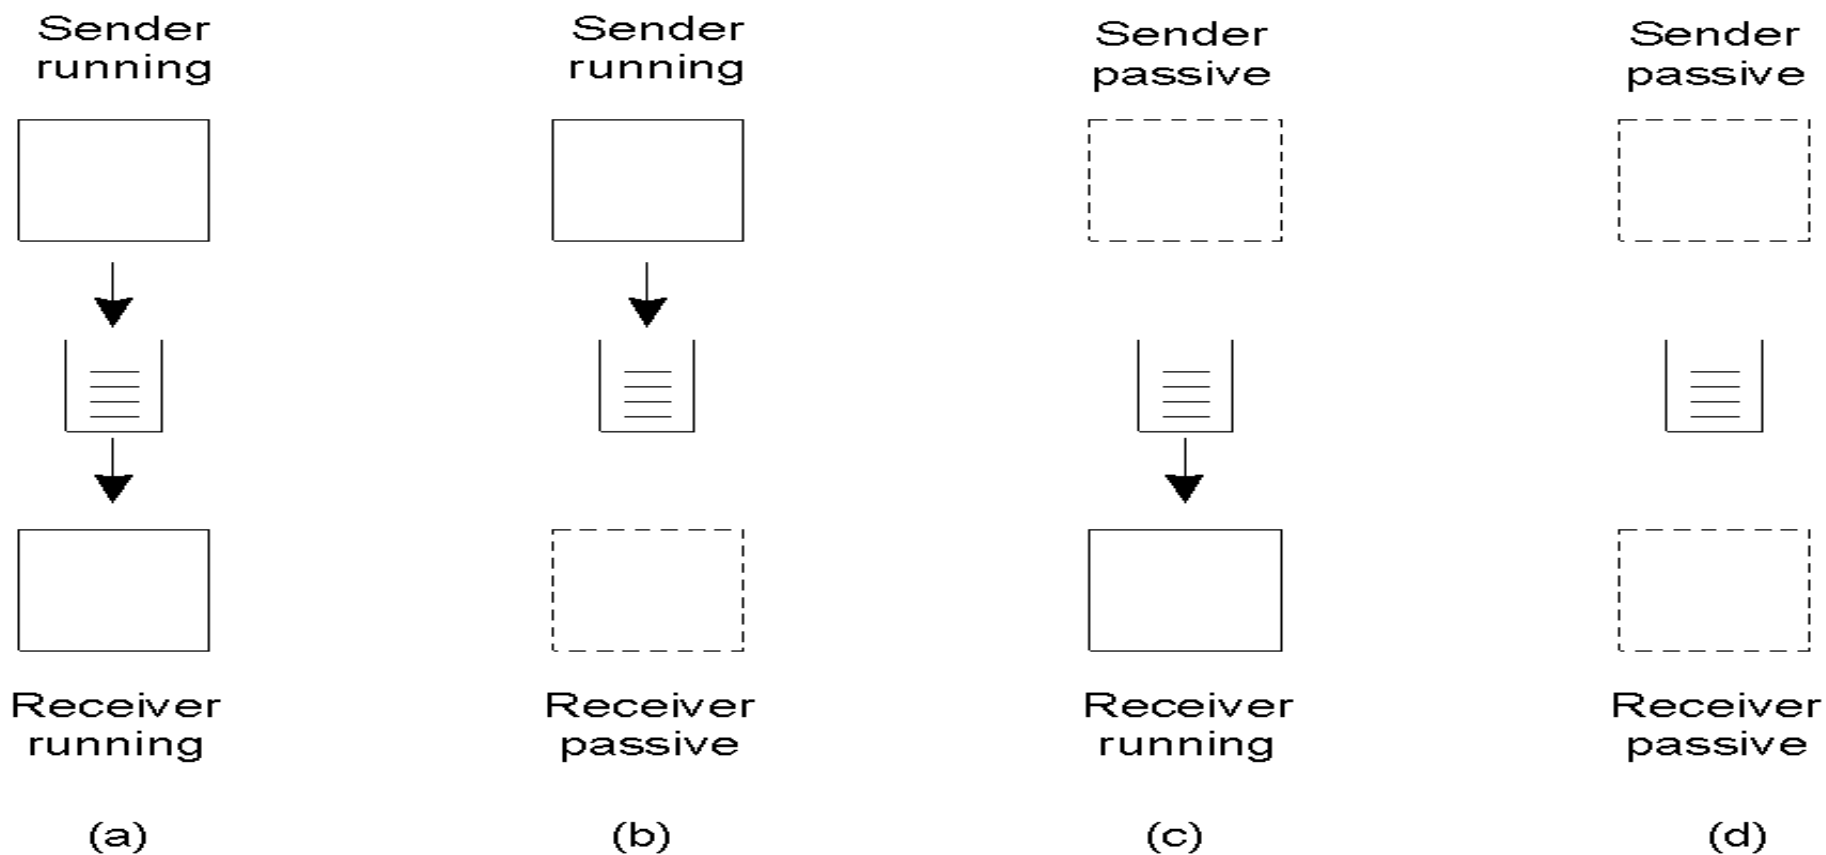 Sender
running
Sender
running
Sender
passive
Sender
passive
Receiver
running
Receiver
passive
Receiver
running
Receiver
passive
(a)
(b)
(c)
(d)